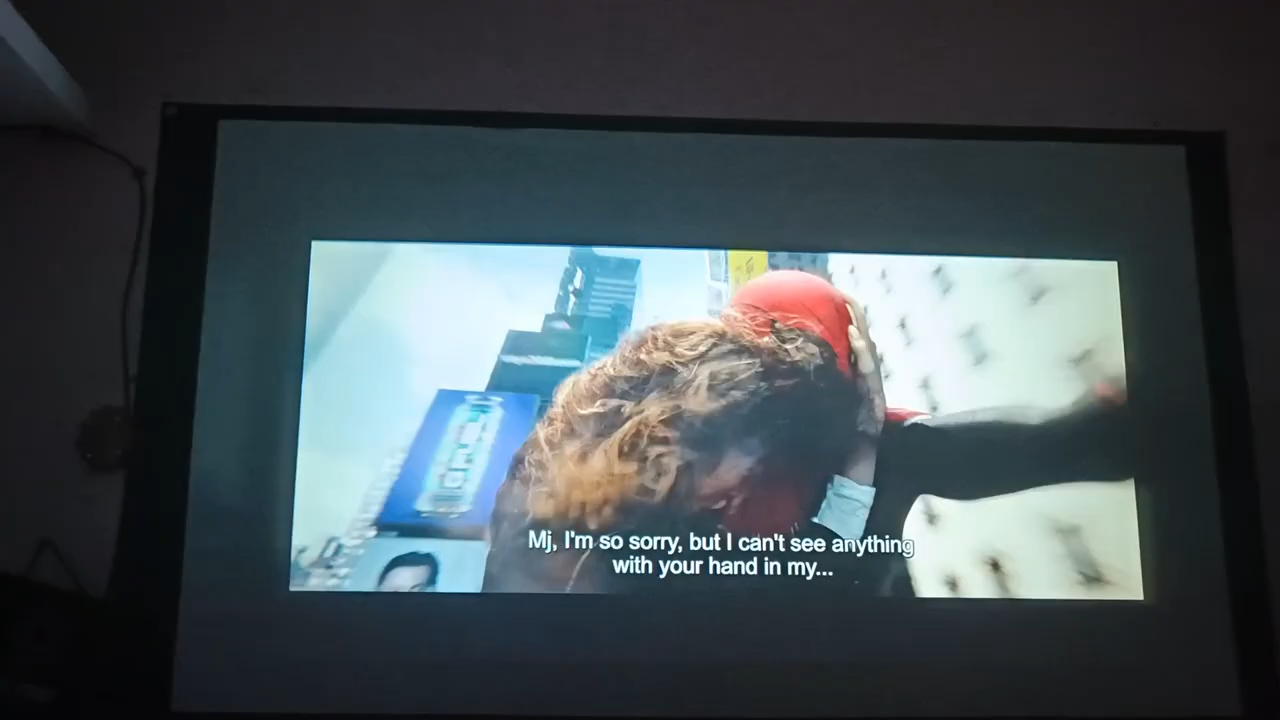 Mj, I'm so sorry, but I can't see anything
with your hand in my...